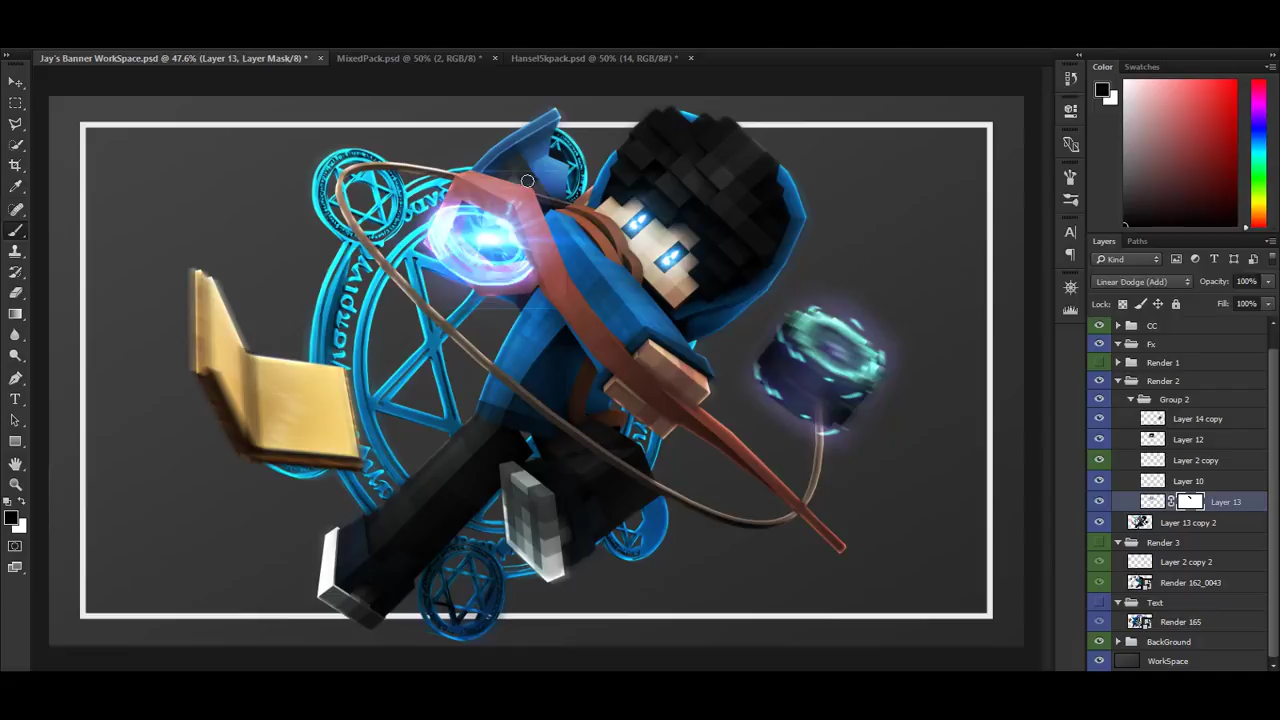 Jay's Banner WorkSpace.psd @ 47.6% (Layer 13, Layer Mask/8) *
MixedPack.psd @ 50% (2, RGB/8) *
Hansel5kpack.psd @ 50% (14, RGB/8#) *
Color
Swatches
Layers
Paths
Kind
Linear Dodge (Add)
Opacity: 100%
Lock:
Fill: 100%
CC
Fx
Render 1
Render 2
Group 2
Layer 14 copy
Layer 12
Layer 2 copy
Layer 10
Layer 13
Layer 13 copy 2
Render 3
Layer 2 copy 2
Render 162_0043
Text
Render 165
BackGround
WorkSpace